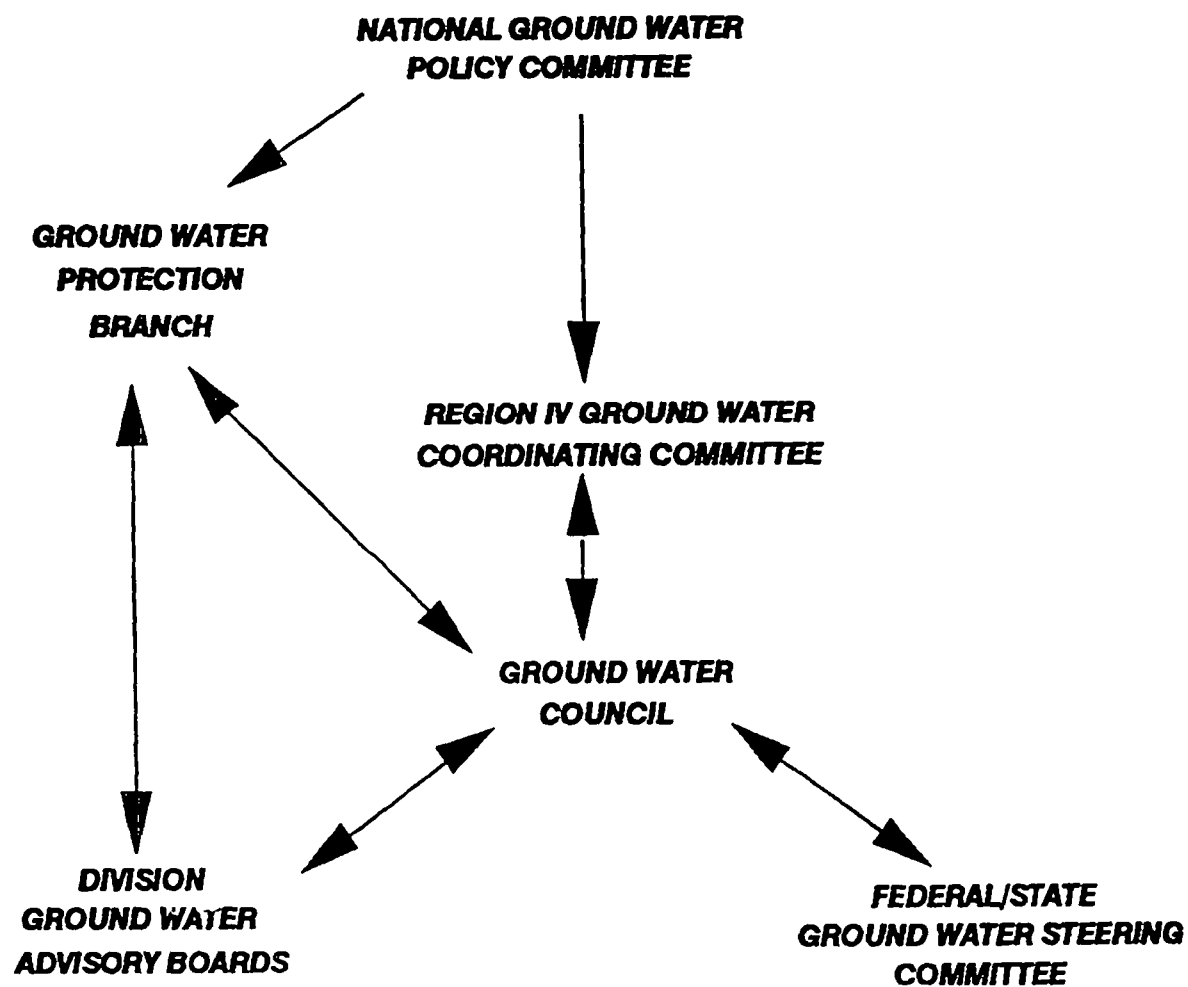 NATIONAL GROUND WATER
POLICY COMMITTEE
GROUND WATER
PROTECTION
BRANCH
REGION IV GROUND WATER
COORDINATING COMMITTEE
GROUND WATER
COUNCIL
DIVISION
GROUND WATER
ADVISORY BOARDS
FEDERAL/STATE
GROUND WATER STEERING
COMMITTEE